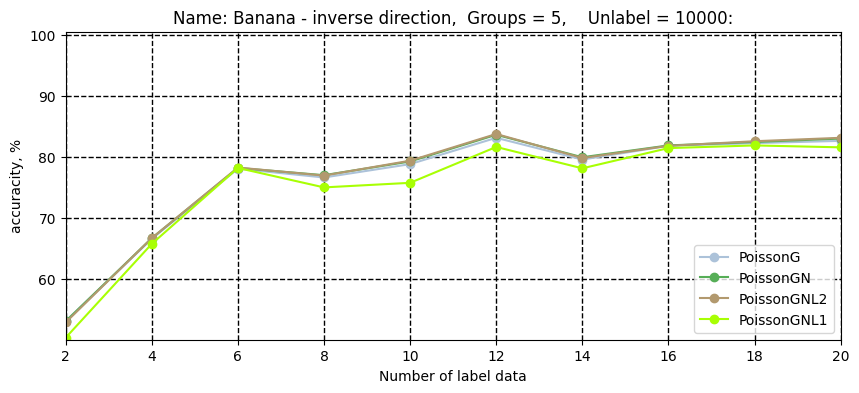 Name: Banana - inverse direction,  Groups = 5,    Unlabel = 10000:
100
90
80
70
60
accuracity, %
PoissonG
PoissonGN
PoissonGNL2
PoissonGNL1
2 4 6 8 10 12 14 16 18 20
Number of label data